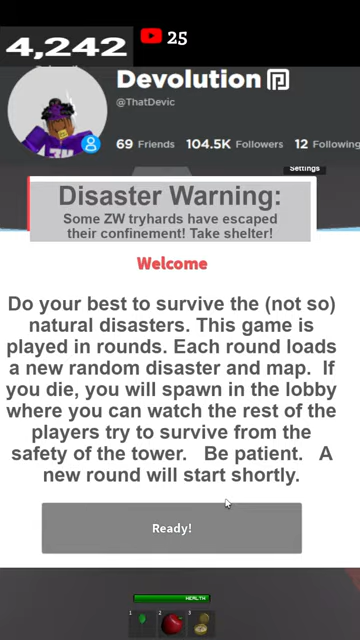 4,242
25
Devolution
@ThatDevic
69 Friends 104.5K Followers 12 Following
Settings
Disaster Warning:
Some ZW tryhards have escaped
their confinement! Take shelter!
Welcome
Do your best to survive the (not so)
natural disasters. This game is
played in rounds. Each round loads
a new random disaster and map. If
you die, you will spawn in the lobby
where you can watch the rest of the
players try to survive from the
safety of the tower. Be patient. A
new round will start shortly.
Ready!
HEALTH
1 2 3